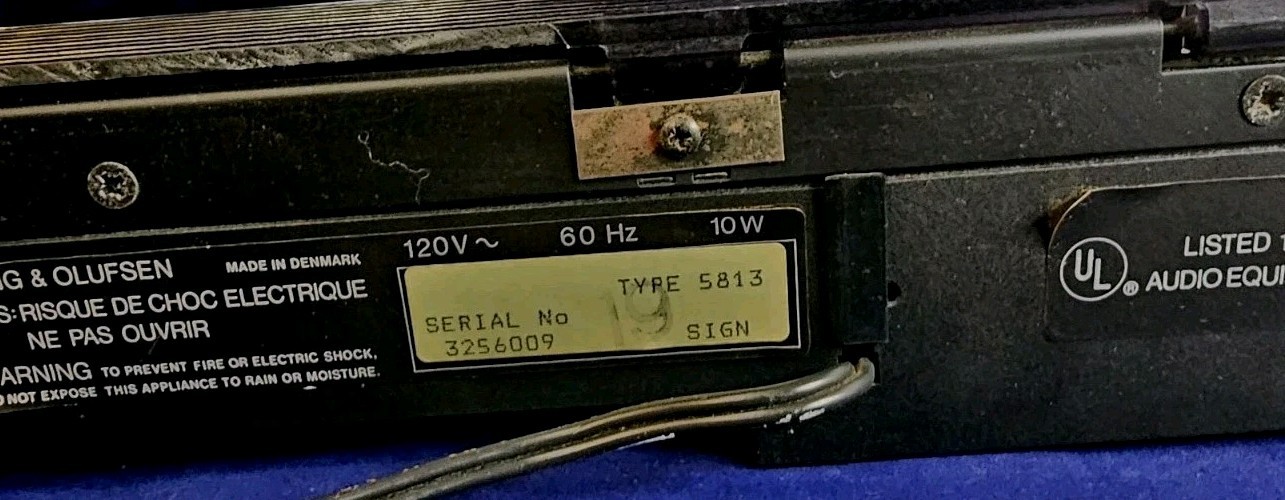 & OLUFSEN MADE IN DENMARK
RISQUE DE CHOC ELECTRIQUE
NE PAS OUVRIR
TO PREVENT FIRE OR ELECTRIC SHOCK,
NOT EXPOSE THIS APPLIANCE TO RAIN OR MOISTURE.
120V~ 60 Hz 10W
TYPE 5813
19
SERIAL No SIGN
3256009
UL ®
LISTED
AUDIO